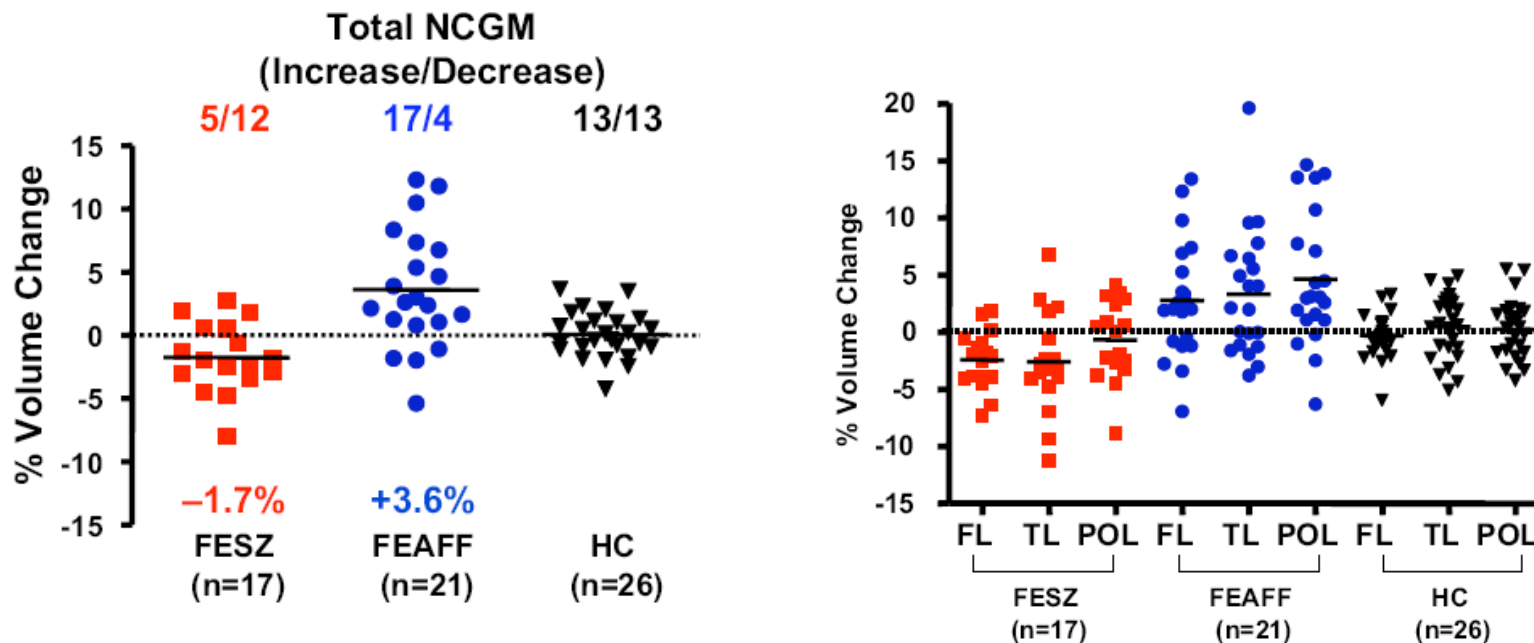 Total NCGM
(Increase/Decrease)
5/12 17/4 13/13
% Volume Change
15
10
5
0
-5
-10
-15
–1.7% +3.6%
FESZ FEAFF HC
(n=17) (n=21) (n=26)
% Volume Change
20
15
10
5
0
-5
-10
-15
FL TL POL FL TL POL FL TL POL
FESZ FEAFF HC
(n=17) (n=21) (n=26)